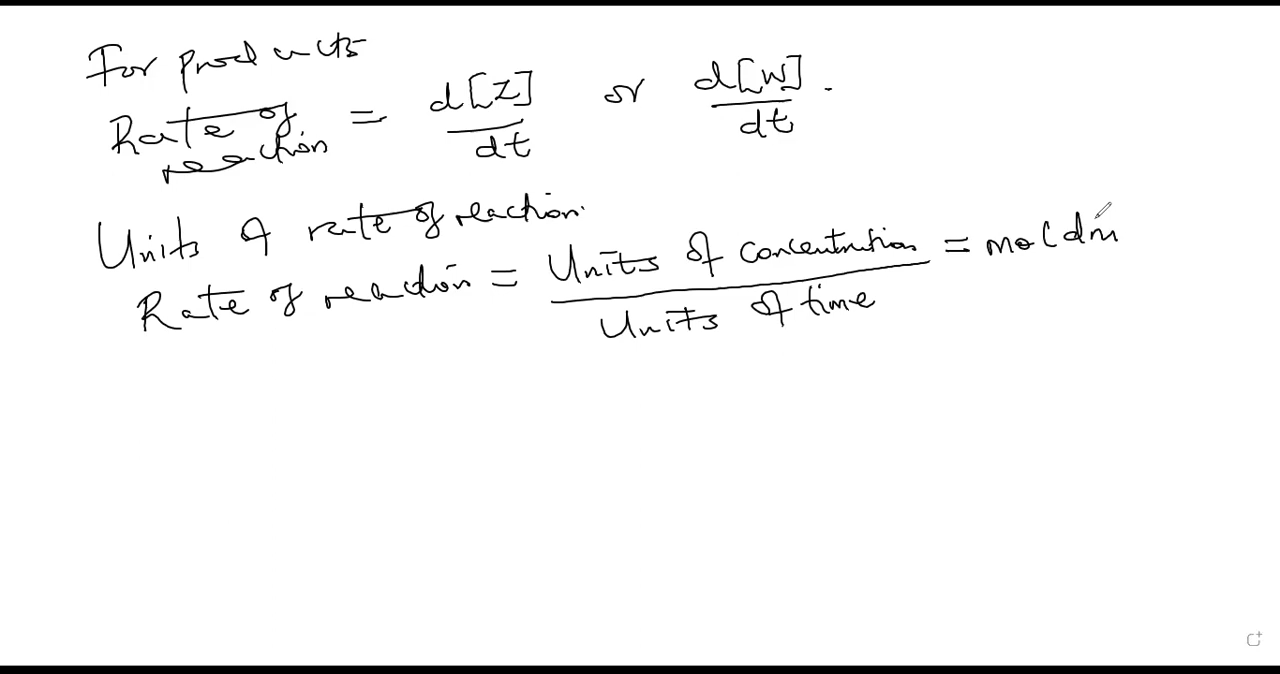 For products
Rate of reaction = d[Z]/dt or d[W]/dt.
Units of rate of reaction.
Rate of reaction = Units of concentration/Units of time = mol dm